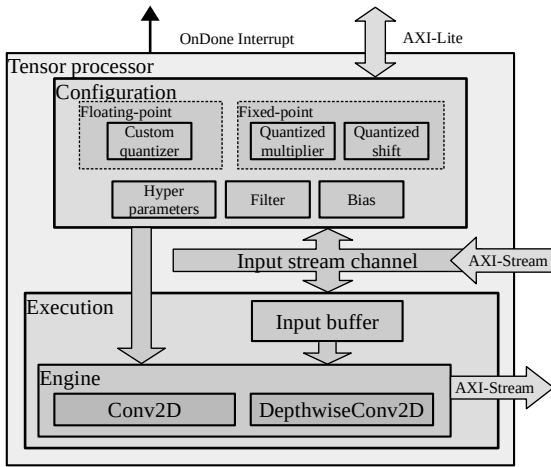 OnDone Interrupt
AXI-Lite
Tensor processor
Configuration
Floating-point
Fixed-point
Custom
quantizer
Quantized
multiplier
Quantized
shift
Hyper
parameters
Filter
Bias
Input stream channel
AXI-Stream
Execution
Input buffer
Engine
AXI-Stream
Conv2D
DepthwiseConv2D